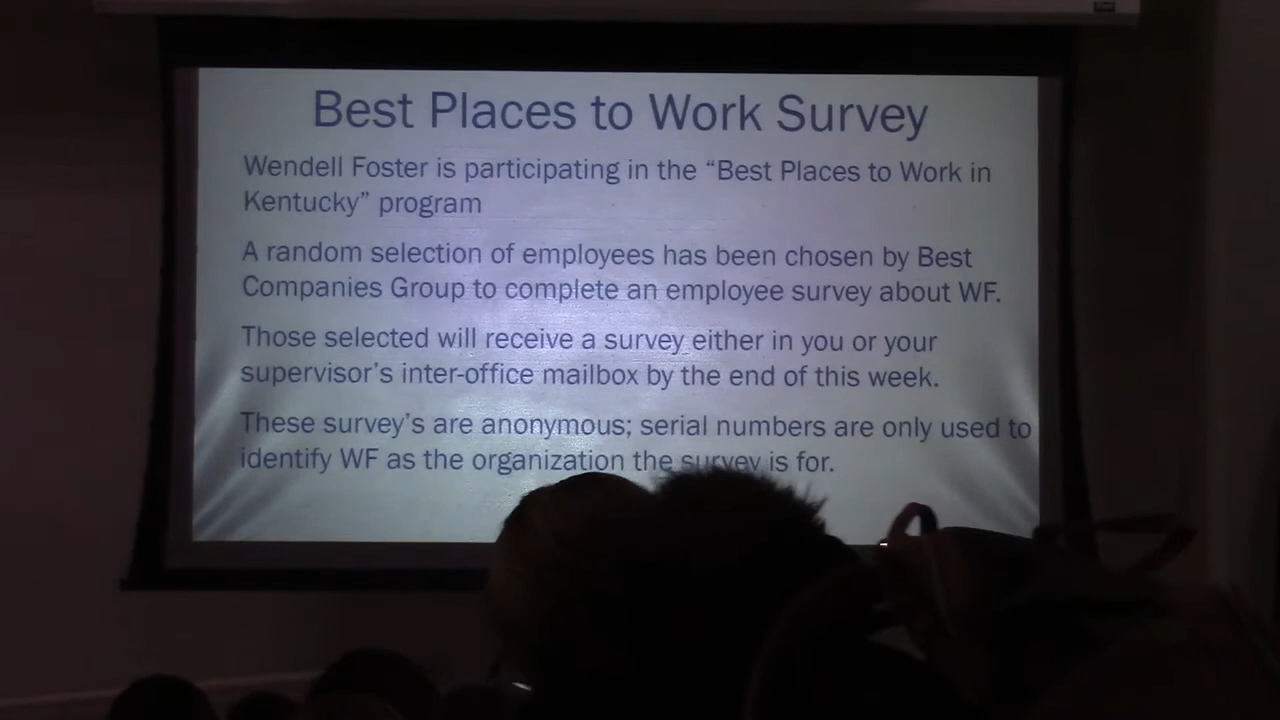 Best Places to Work Survey
Wendell Foster is participating in the “Best Places to Work in
Kentucky” program
A random selection of employees has been chosen by Best
Companies Group to complete an employee survey about WF.
Those selected will receive a survey either in you or your
supervisor’s inter-office mailbox by the end of this week.
These survey’s are anonymous; serial numbers are only used to
identify WF as the organization the survey is for.